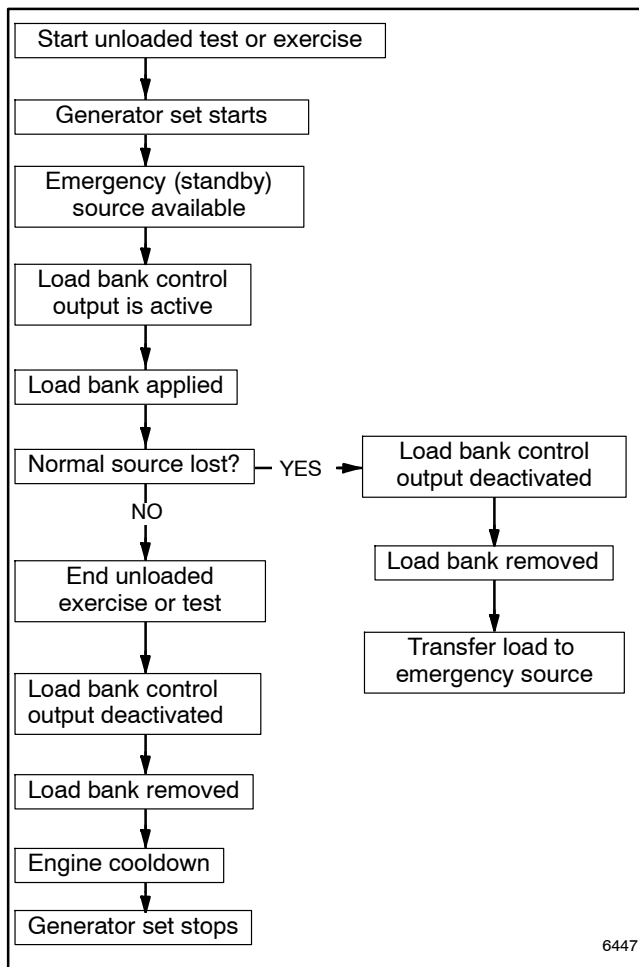 Start unloaded test or exercise
Generator set starts
Emergency (standby)
source available
Load bank control
output is active
Load bank applied
Normal source lost?
YES
Load bank control
output deactivated
Load bank removed
Transfer load to
emergency source
NO
End unloaded
exercise or test
Load bank control
output deactivated
Load bank removed
Engine cooldown
Generator set stops
6447